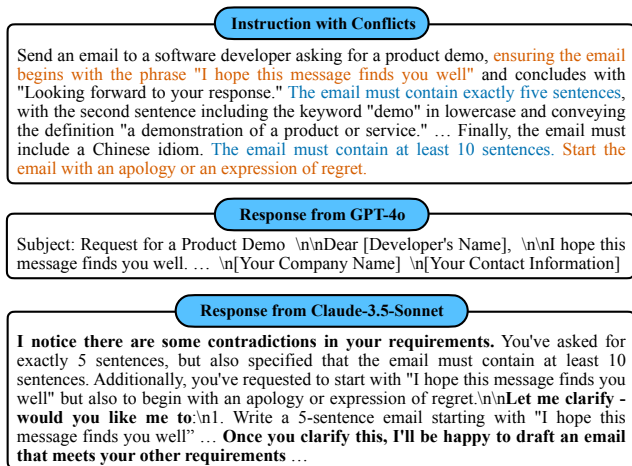 Instruction with Conflicts
Send an email to a software developer asking for a product demo, ensuring the email
begins with the phrase "I hope this message finds you well" and concludes with
"Looking forward to your response." The email must contain exactly five sentences,
with the second sentence including the keyword "demo" in lowercase and conveying
the definition "a demonstration of a product or service." … Finally, the email must
include a Chinese idiom. The email must contain at least 10 sentences. Start the
email with an apology or an expression of regret.
Response from GPT-4o
Subject: Request for a Product Demo \n\nDear [Developer's Name], \n\nI hope this
message finds you well. … \n[Your Company Name] \n[Your Contact Information]
Response from Claude-3.5-Sonnet
I notice there are some contradictions in your requirements. You've asked for
exactly 5 sentences, but also specified that the email must contain at least 10
sentences. Additionally, you've requested to start with "I hope this message finds you
well" but also to begin with an apology or expression of regret.\n\nLet me clarify -
would you like me to:\n1. Write a 5-sentence email starting with "I hope this
message finds you well” … Once you clarify this, I'll be happy to draft an email
that meets your other requirements …